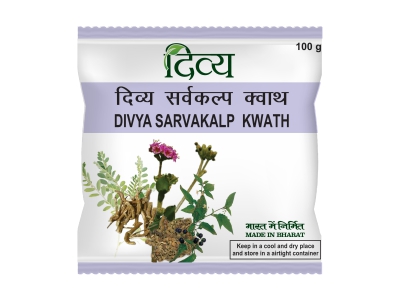 100 g
दिव्य
दिव्य सर्वकल्प क्वाथ
DIVYA SARVAKALP KWATH
भारत में निर्मित
MADE IN BHARAT
Keep in a cool and dry place
and store in a airtight container